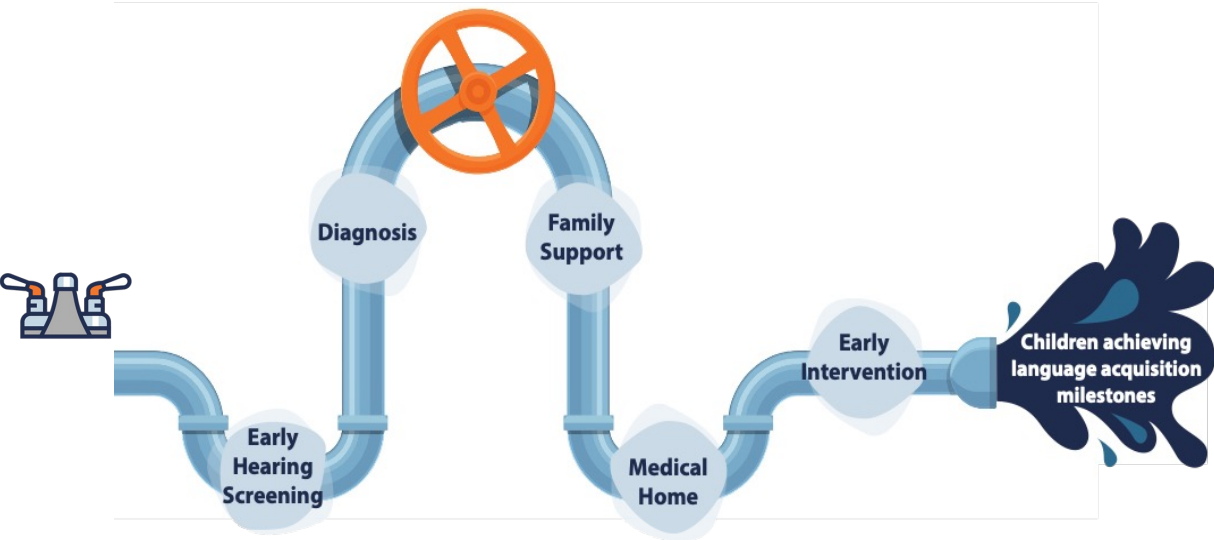 Early
Hearing
Screening
Diagnosis
Family
Support
Medical
Home
Early
Intervention
Children achieving
language acquisition
milestones